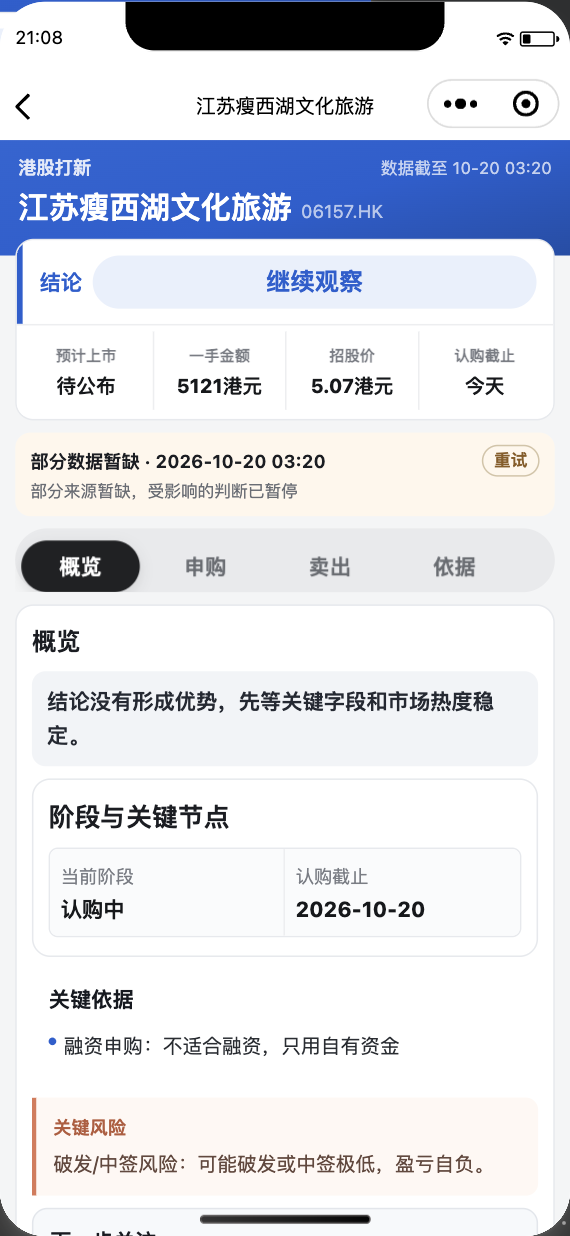 21:08
江苏瘦西湖文化旅游
港股打新
数据截至 10-20 03:20
江苏瘦西湖文化旅游 06157.HK
结论
继续观察
预计上市
一手金额
招股价
认购截止
待公布
5121港元
5.07港元
今天
部分数据暂缺 · 2026-10-20 03:20
重试
部分来源暂缺，受影响的判断已暂停
概览
申购
卖出
依据
概览
结论没有形成优势，先等关键字段和市场热度稳
定。
阶段与关键节点
当前阶段
认购截止
认购中
2026-10-20
关键依据
融资申购：不适合融资，只用自有资金
关键风险
破发/中签风险：可能破发或中签极低，盈亏自负。